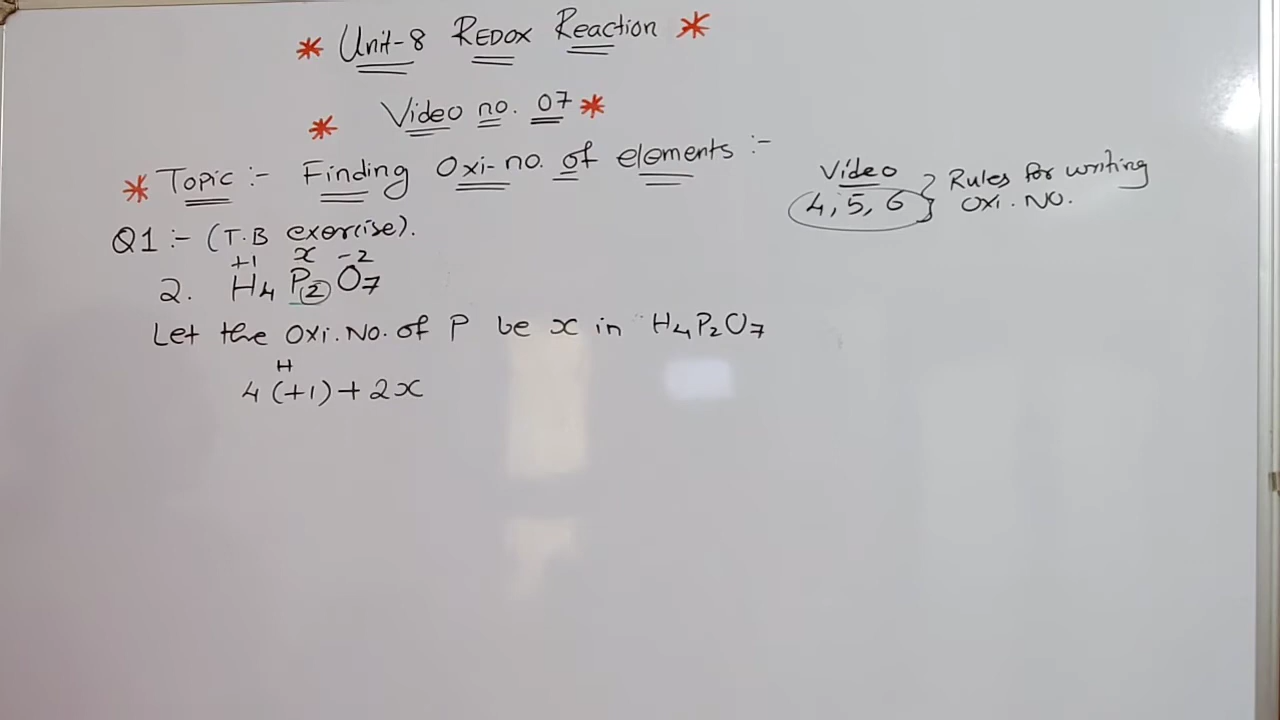 * Unit-8 REDOX Reaction *
* Video no. 07 *
* Topic :- Finding Oxi-no. of elements :-
Video
4, 5, 6 } Rules for writing
OXI. NO.
Q1 :- (T.B exercise).
+1 x -2
2. H₄ P₂ O₇
Let the OXI. NO. of P be x in H₄P₂O₇
H
4 (+1) + 2x